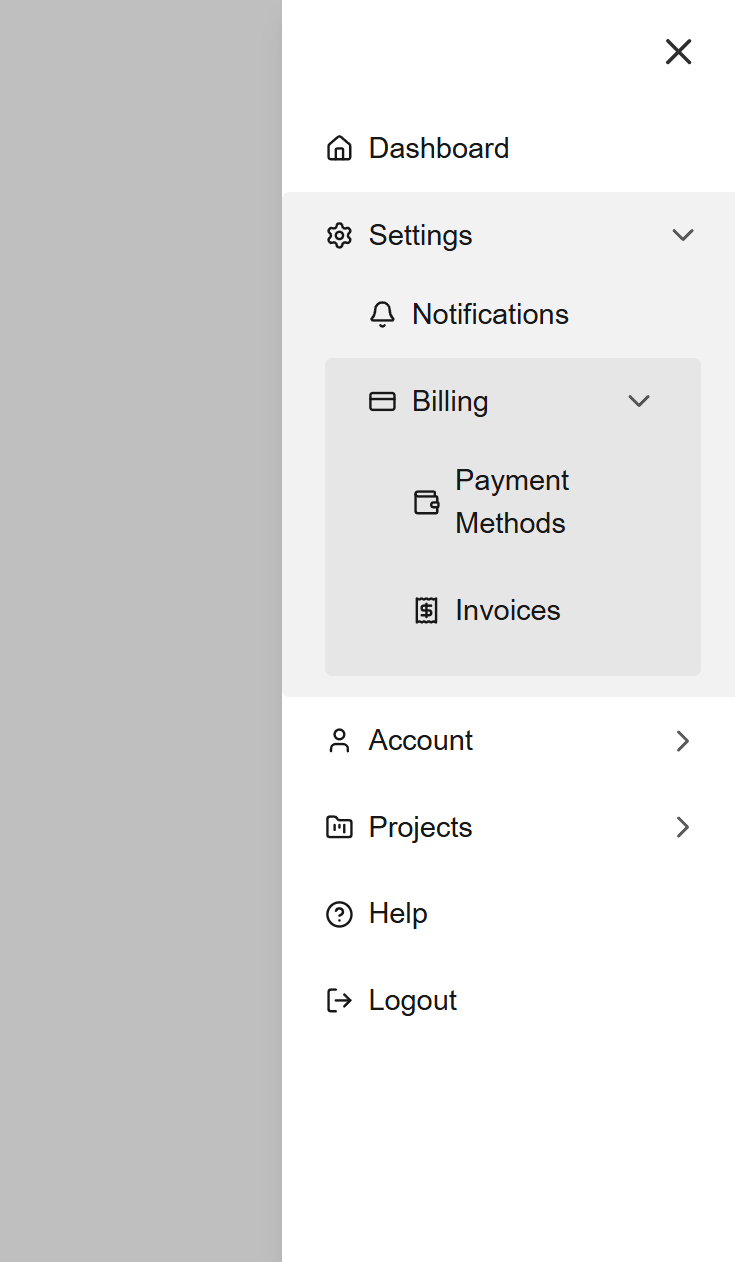 Dashboard
Settings
Notifications
Billing
Payment
Methods
Invoices
Account
Projects
Help
Logout